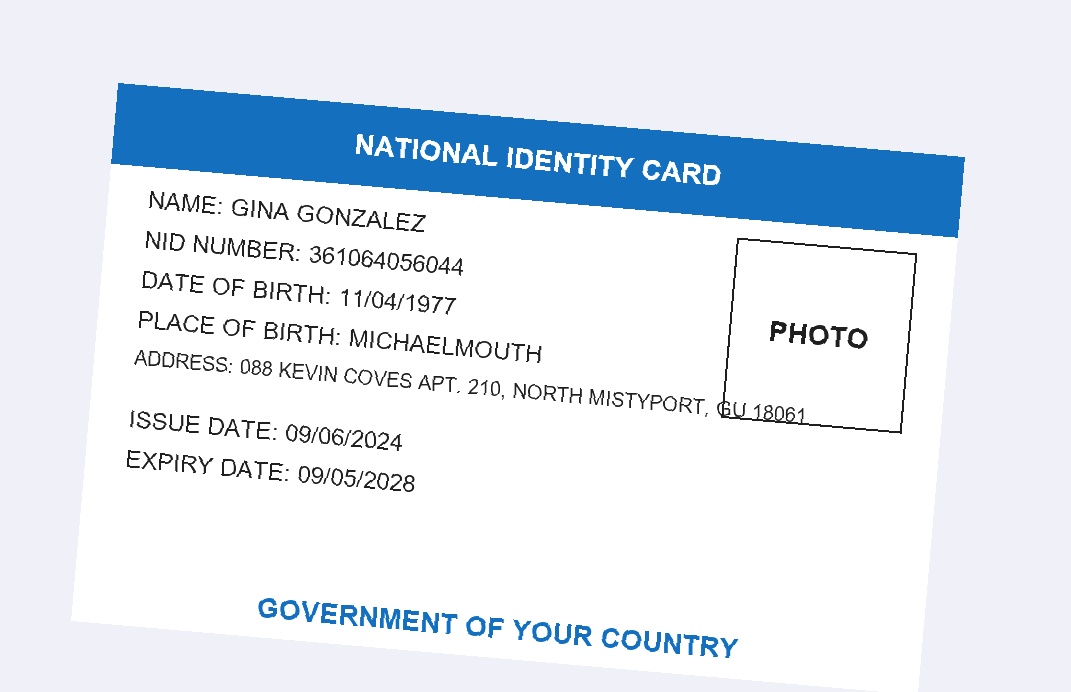 NATIONAL IDENTITY CARD
NAME: GINA GONZALEZ
NID NUMBER: 361064056044
DATE OF BIRTH: 11/04/1977
PLACE OF BIRTH: MICHAELMOUTH
PHOTO
ADDRESS: 088 KEVIN COVES APT. 210, NORTH MISTYPORT, GU 18061
ISSUE DATE: 09/06/2024
EXPIRY DATE: 09/05/2028
GOVERNMENT OF YOUR COUNTRY